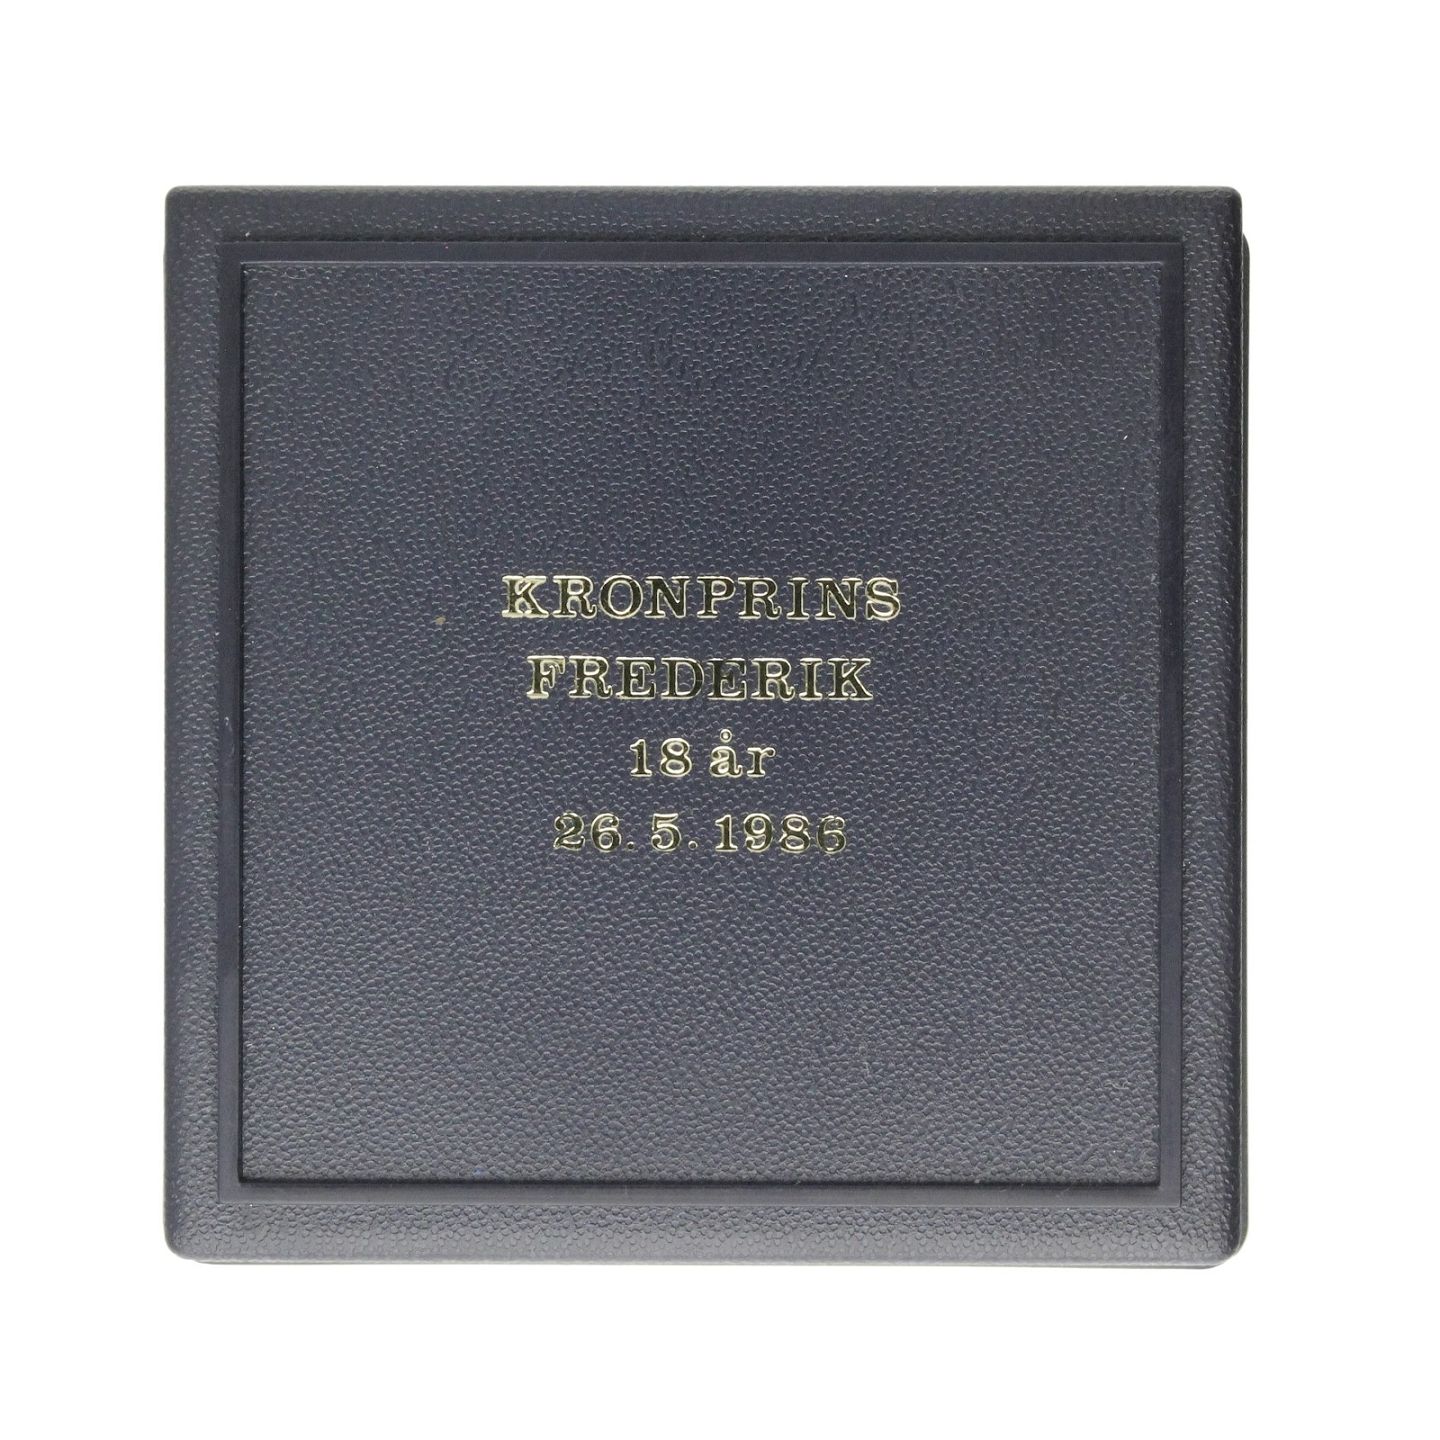 KRONPRINS
FREDERIK
18 år
26.5.1986